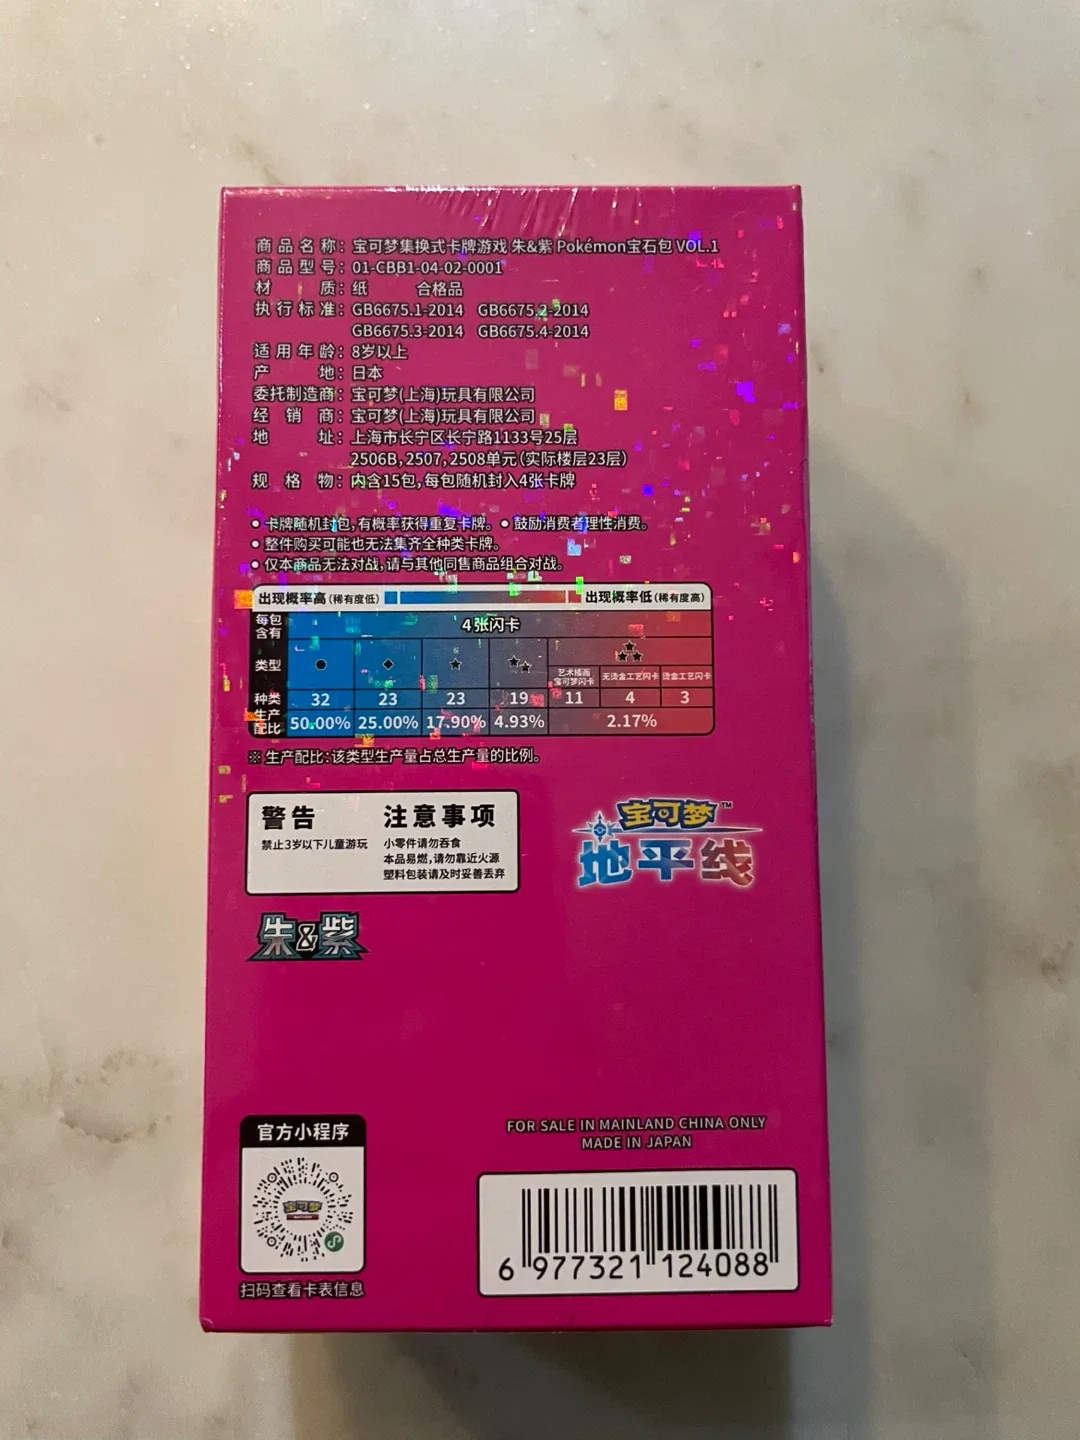 商品名称：宝可梦集换式卡牌游戏 朱&紫 Pokémon宝石包 VOL.1
商品型号：01-CBB1-04-02-0001
材质：纸 合格品
执行标准：GB6675.1-2014 GB6675.2-2014
GB6675.3-2014 GB6675.4-2014
适用年龄：8岁以上
产地：日本
委托制造商：宝可梦(上海)玩具有限公司
经销商：宝可梦(上海)玩具有限公司
地址：上海市长宁区长宁路1133号25层
2506B,2507,2508单元(实际楼层23层)
规格物：内含15包,每包随机封入4张卡牌
● 卡牌随机封包,有概率获得重复卡牌。● 鼓励消费者理性消费。
● 整件购买可能也无法集齐全种类卡牌。
● 仅本商品无法对战,请与其他同售商品组合对战。
出现概率高(稀有度低) 出现概率低(稀有度高)
每包含有 4张闪卡
类型 ● ◆ ★ ★★ ★★★
艺术插画宝可梦闪卡 无烫金工艺闪卡 烫金工艺闪卡
种类 32 23 23 19 11 4 3
生产配比 50.00% 25.00% 17.90% 4.93% 2.17%
※ 生产配比:该类型生产量占总生产量的比例。
警告
禁止3岁以下儿童游玩
注意事项
小零件请勿吞食
本品易燃,请勿靠近火源
塑料包装请及时妥善丢弃
宝可梦™
地平线
朱&紫
官方小程序
宝可梦
扫码查看卡表信息
FOR SALE IN MAINLAND CHINA ONLY
MADE IN JAPAN
6 977321 124088